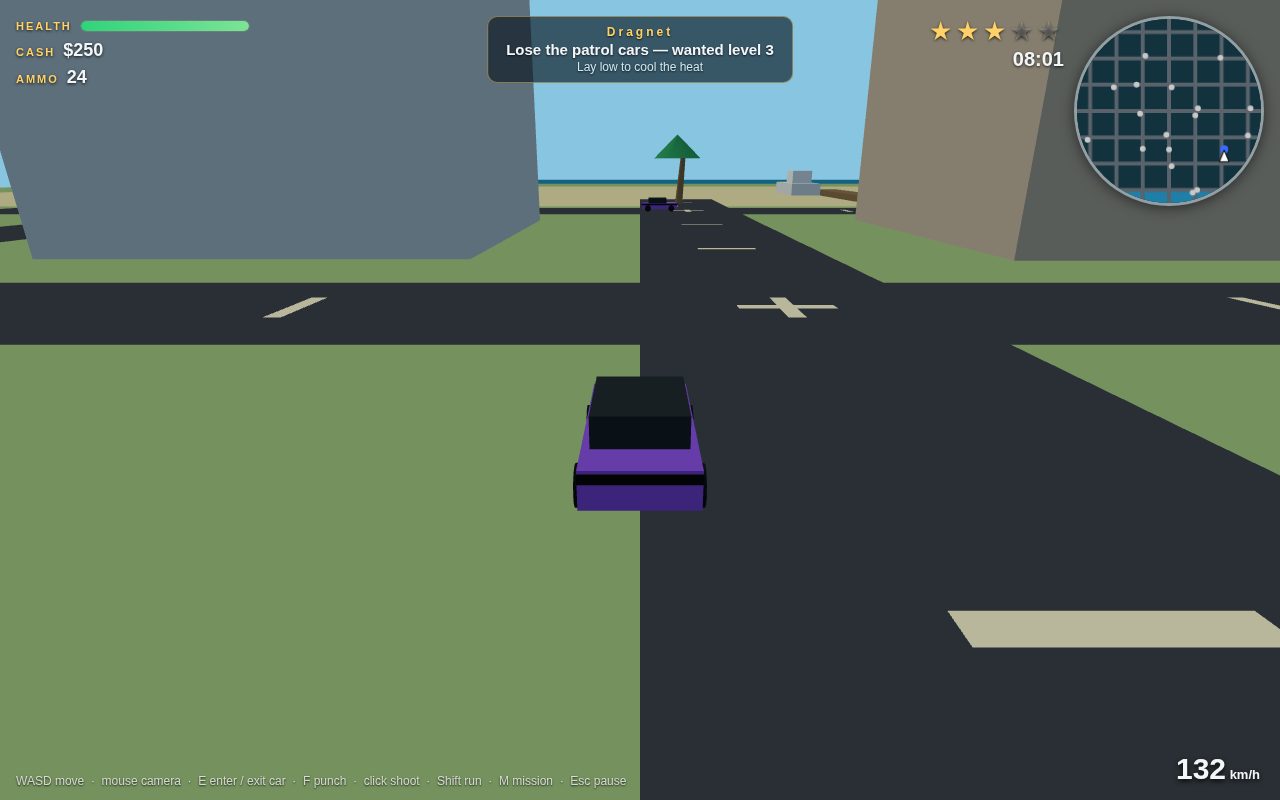 HEALTH
CASH $250
AMMO 24
Dragnet
Lose the patrol cars — wanted level 3
Lay low to cool the heat
08:01
WASD move · mouse camera · E enter / exit car · F punch · click shoot · Shift run · M mission · Esc pause
132 km/h